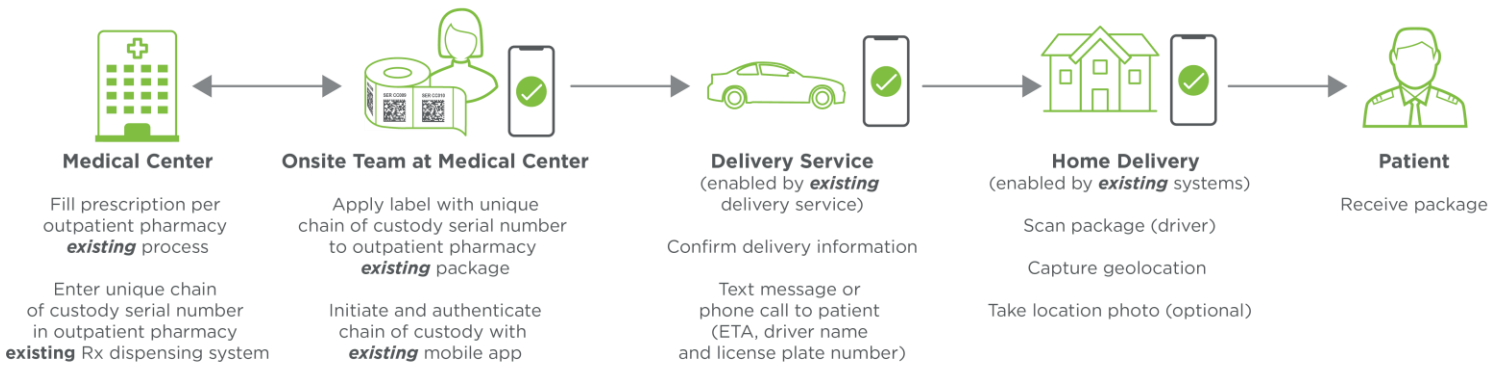 SER CC009
SER CC010
Medical Center
Fill prescription per
outpatient pharmacy
existing process
Enter unique chain
of custody serial number
in outpatient pharmacy
existing Rx dispensing system
Onsite Team at Medical Center
Apply label with unique
chain of custody serial number
to outpatient pharmacy
existing package
Initiate and authenticate
chain of custody with
existing mobile app
Delivery Service
(enabled by existing
delivery service)
Confirm delivery information
Text message or
phone call to patient
(ETA, driver name
and license plate number)
Home Delivery
(enabled by existing systems)
Scan package (driver)
Capture geolocation
Take location photo (optional)
Patient
Receive package